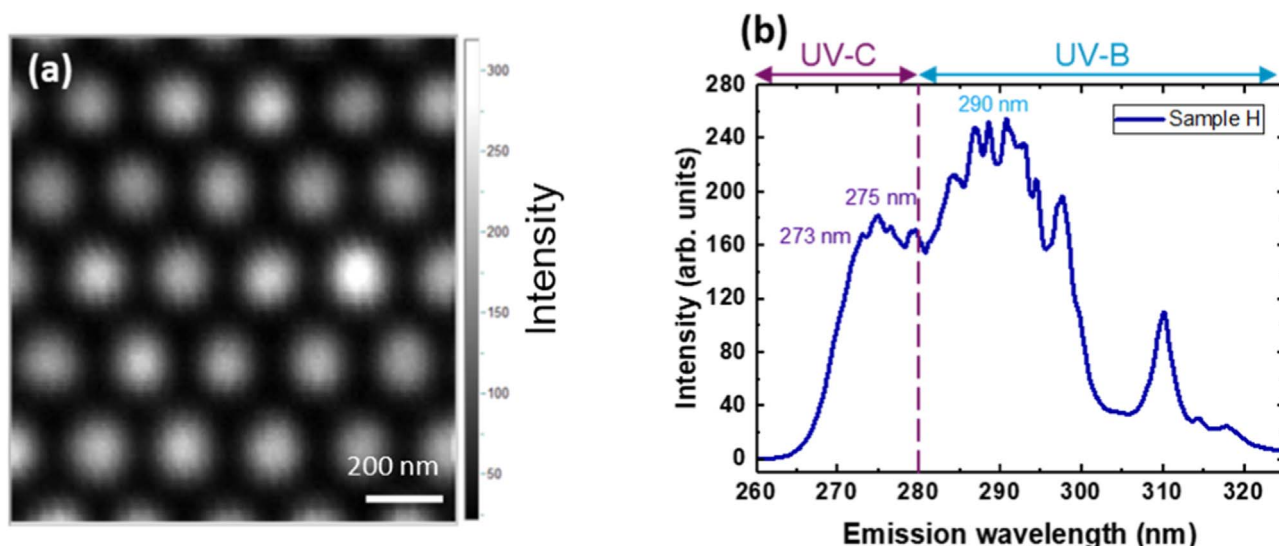 (a)
300
250
200
150
100
50
Intensity
200 nm
(b)
UV-C
UV-B
280
240
200
160
120
80
40
0
Intensity (arb. units)
290 nm
275 nm
273 nm
Sample H
260
270
280
290
300
310
320
Emission wavelength (nm)